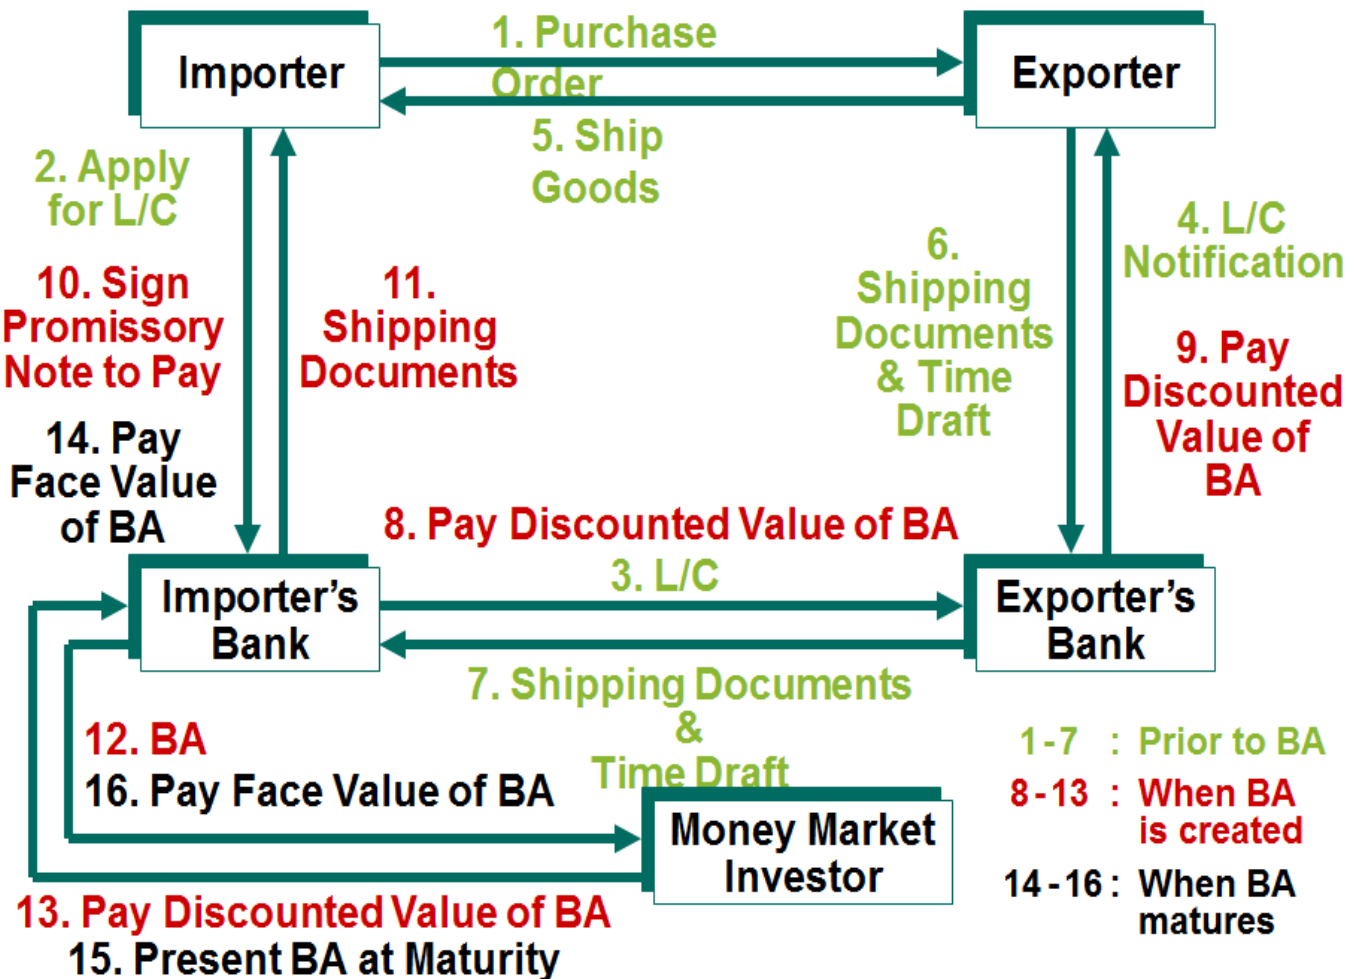 Importer
1. Purchase
Order
Exporter
5. Ship
Goods
2. Apply
for L/C
10. Sign
Promissory
Note to Pay
14. Pay
Face Value
of BA
11.
Shipping
Documents
6.
Shipping
Documents
& Time
Draft
4. L/C
Notification
9. Pay
Discounted
Value of
BA
8. Pay Discounted Value of BA
3. L/C
Importer’s
Bank
Exporter’s
Bank
7. Shipping Documents
&
Time Draft
12. BA
16. Pay Face Value of BA
Money Market
Investor
13. Pay Discounted Value of BA
15. Present BA at Maturity
1-7 : Prior to BA
8-13 : When BA
is created
14-16 : When BA
matures